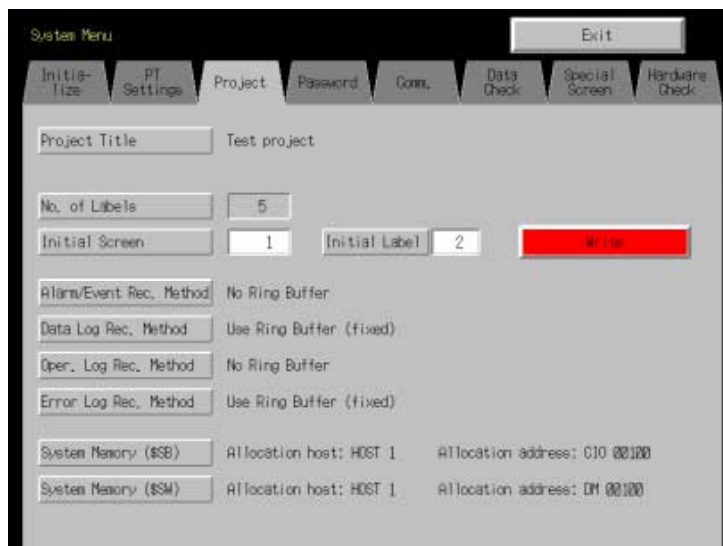 System Menu Exit
Initia-lize PT Settings Project Password Comm. Data Check Special Screen Hardware Check
Project Title Test project
No. of Labels 5
Initial Screen 1 Initial Label 2 Write
Alarm/Event Rec. Method No Ring Buffer
Data Log Rec. Method Use Ring Buffer (fixed)
Oper. Log Rec. Method No Ring Buffer
Error Log Rec. Method Use Ring Buffer (fixed)
System Memory ($SB) Allocation host: HOST 1 Allocation address: CIO 00100
System Memory ($SW) Allocation host: HOST 1 Allocation address: DM 00100